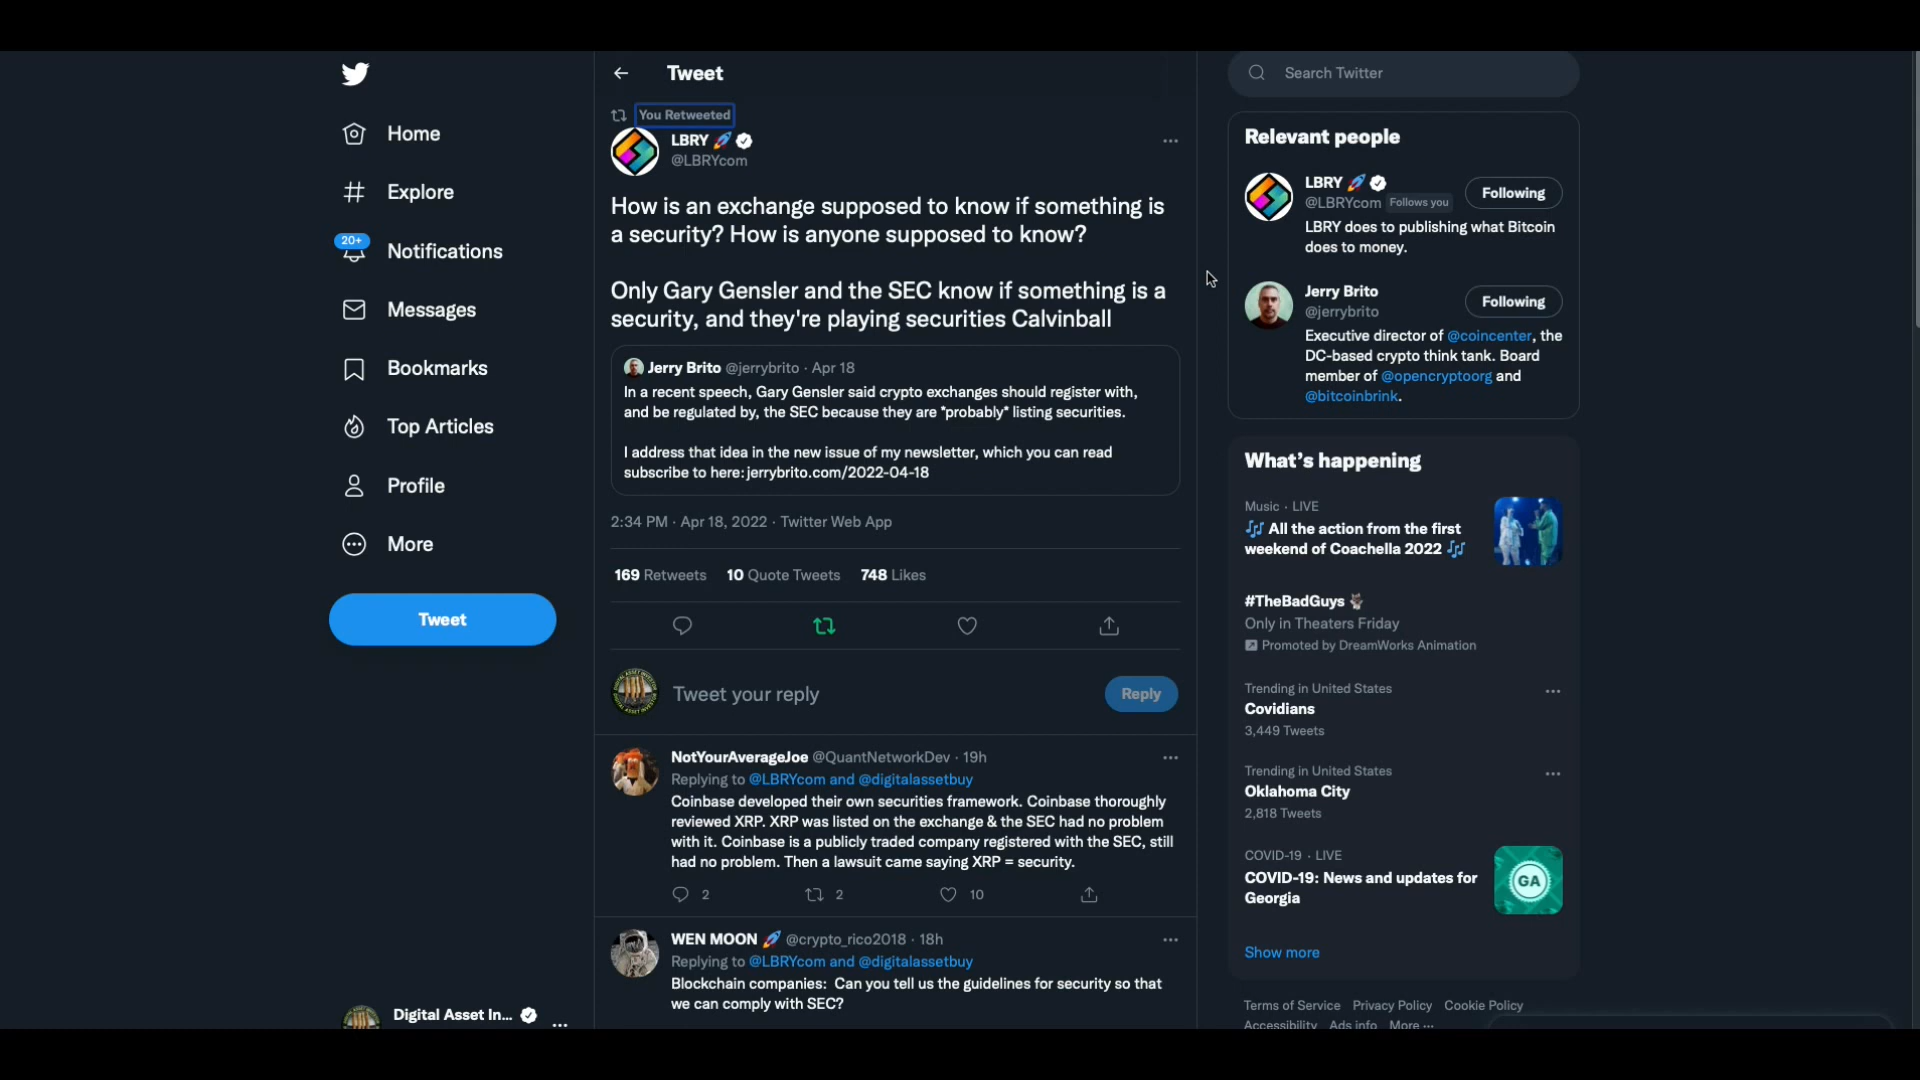 Home
Explore
20+
Notifications
Messages
Bookmarks
Top Articles
Profile
More
Tweet
Digital Asset In...
Tweet
You Retweeted
LBRY 🚀
@LBRYcom
How is an exchange supposed to know if something is
a security? How is anyone supposed to know?
Only Gary Gensler and the SEC know if something is a
security, and they're playing securities Calvinball
Jerry Brito @jerrybrito · Apr 18
In a recent speech, Gary Gensler said crypto exchanges should register with,
and be regulated by, the SEC because they are *probably* listing securities.
I address that idea in the new issue of my newsletter, which you can read
subscribe to here: jerrybrito.com/2022-04-18
2:34 PM · Apr 18, 2022 · Twitter Web App
169 Retweets 10 Quote Tweets 748 Likes
Tweet your reply
Reply
NotYourAverageJoe @QuantNetworkDev · 19h
Replying to @LBRYcom and @digitalassetbuy
Coinbase developed their own securities framework. Coinbase thoroughly
reviewed XRP. XRP was listed on the exchange & the SEC had no problem
with it. Coinbase is a publicly traded company registered with the SEC, still
had no problem. Then a lawsuit came saying XRP = security.
2 2 10
WEN MOON 🚀 @crypto_rico2018 · 18h
Replying to @LBRYcom and @digitalassetbuy
Blockchain companies: Can you tell us the guidelines for security so that
we can comply with SEC?
Search Twitter
Relevant people
LBRY 🚀
@LBRYcom Follows you
Following
LBRY does to publishing what Bitcoin
does to money.
Jerry Brito
@jerrybrito
Following
Executive director of @coincenter, the
DC-based crypto think tank. Board
member of @opencryptoorg and
@bitcoinbrink.
What's happening
Music · LIVE
🎶 All the action from the first
weekend of Coachella 2022 🎶
#TheBadGuys
Only in Theaters Friday
Promoted by DreamWorks Animation
Trending in United States
Covidians
3,449 Tweets
Trending in United States
Oklahoma City
2,818 Tweets
COVID-19 · LIVE
COVID-19: News and updates for
Georgia
GA
Show more
Terms of Service Privacy Policy Cookie Policy
Accessibility Ads info More ...